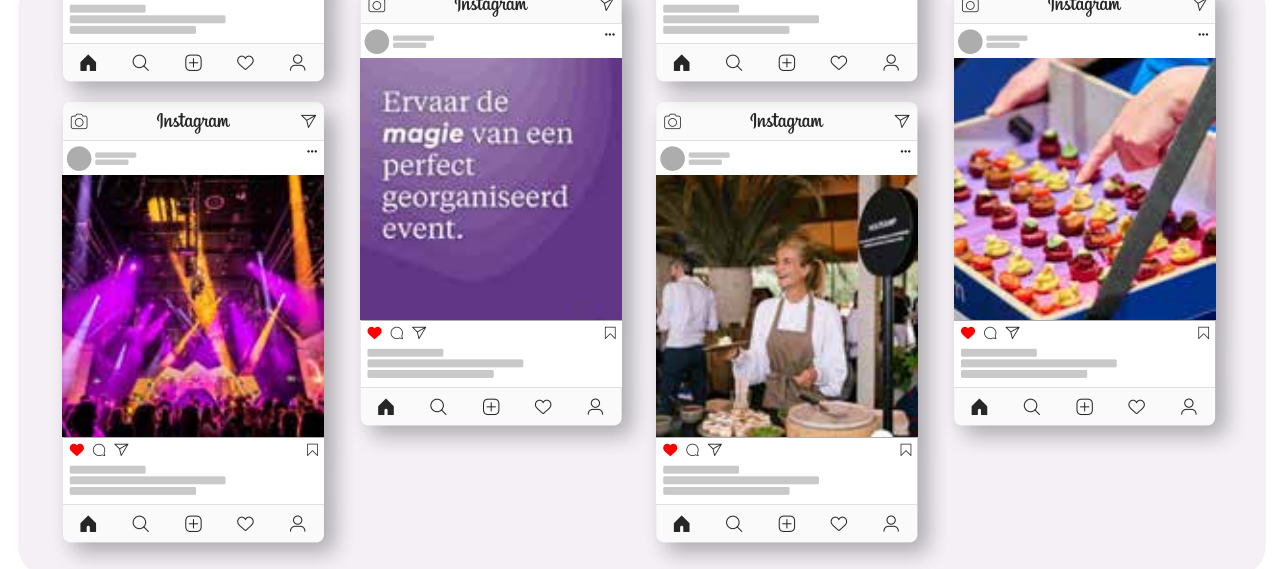 Instagram
Instagram
Ervaar de
magie van een
perfect
georganiseerd
event.
Instagram
Instagram